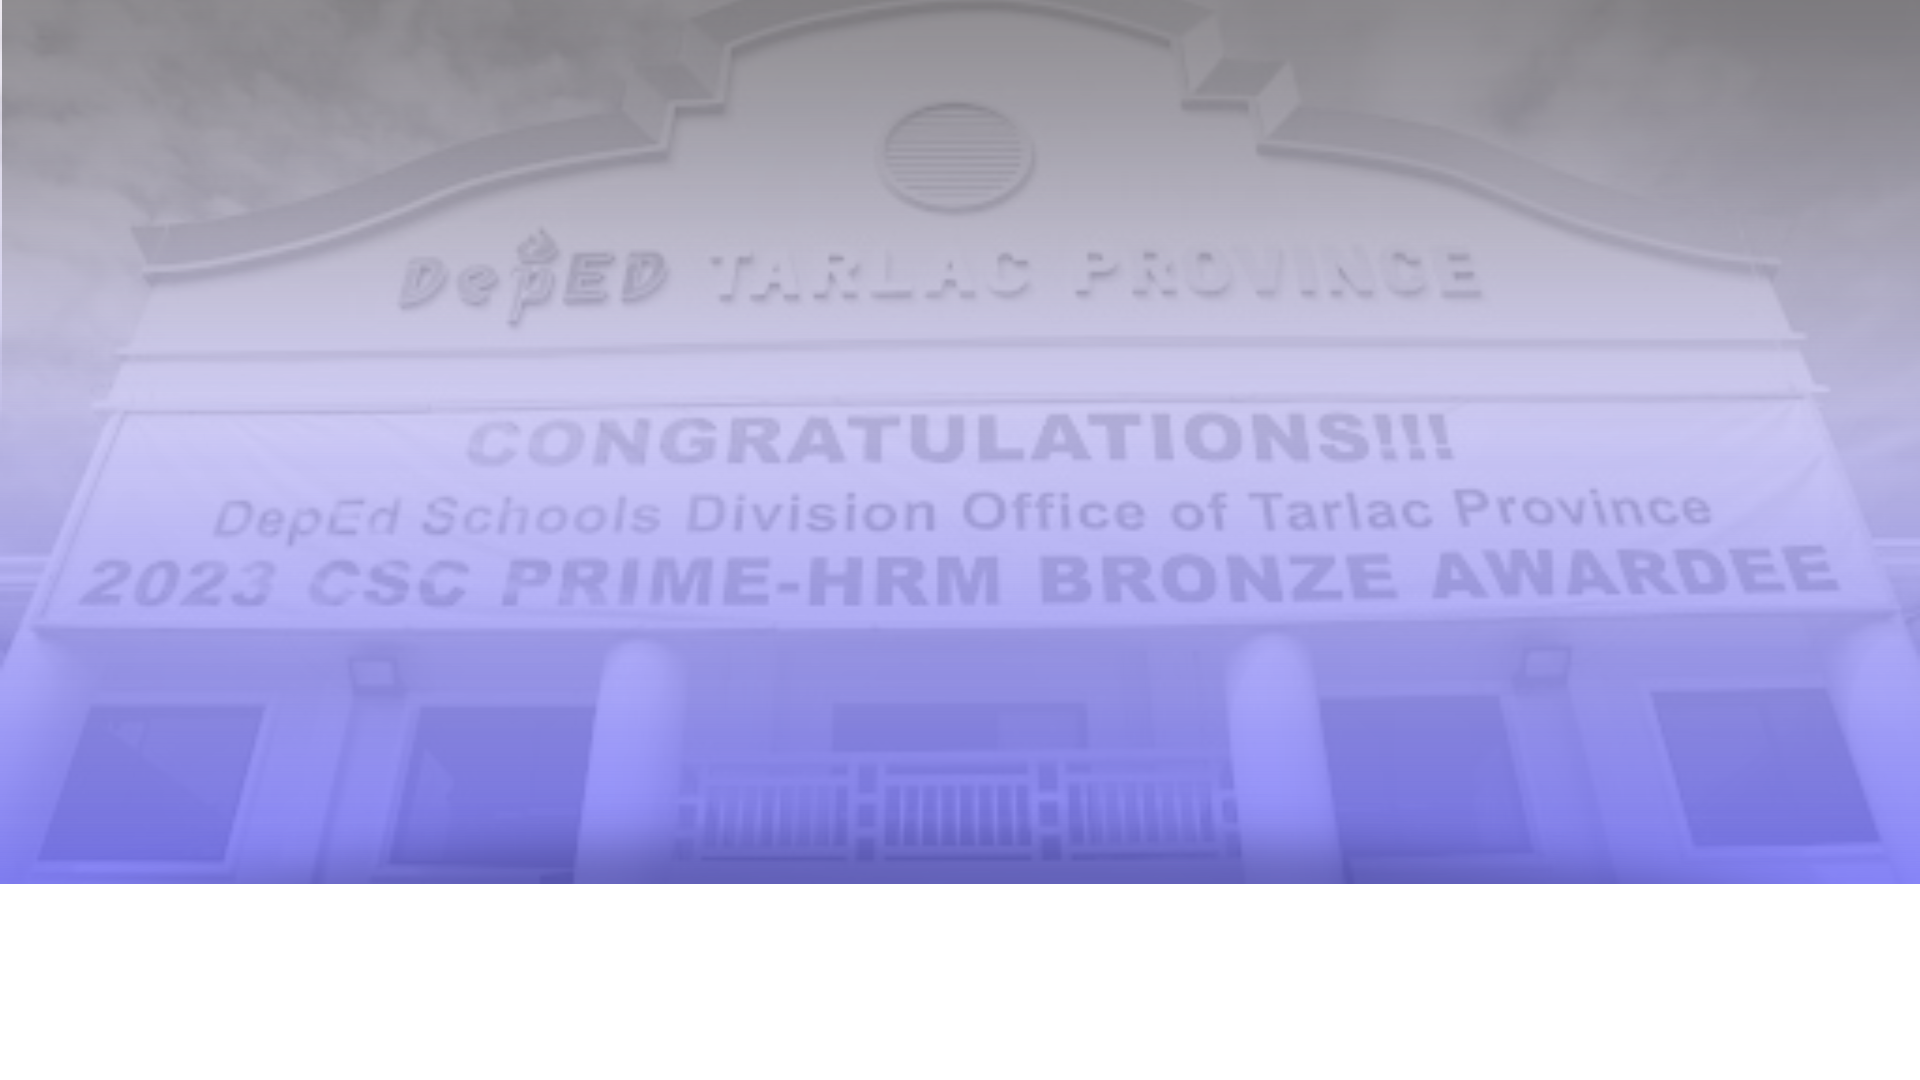 DepED TARLAC PROVINCE
CONGRATULATIONS!!!
DepEd Schools Division Office of Tarlac Province
2023 CSC PRIME-HRM BRONZE AWARDEE